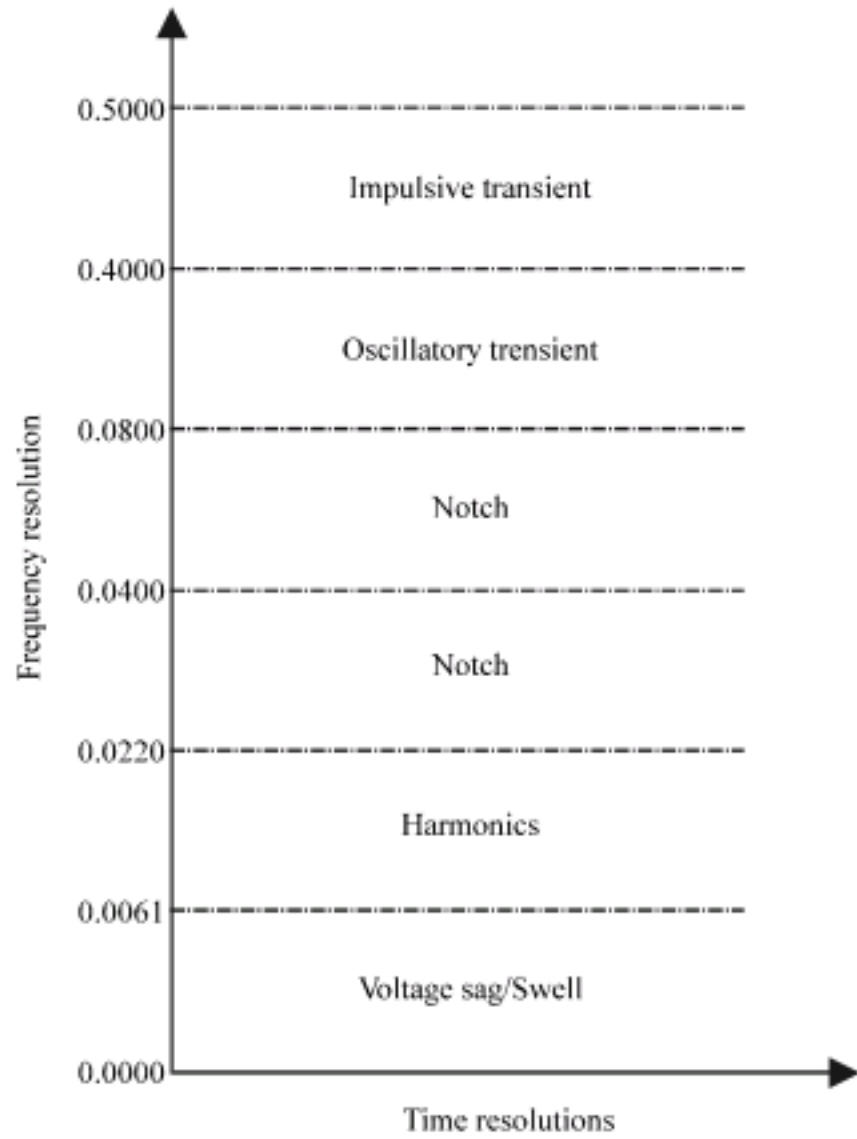 0.5000
Impulsive transient
0.4000
Oscillatory trensient
0.0800
Notch
0.0400
Notch
0.0220
Harmonics
0.0061
Voltage sag/Swell
0.0000
Frequency resolution
Time resolutions